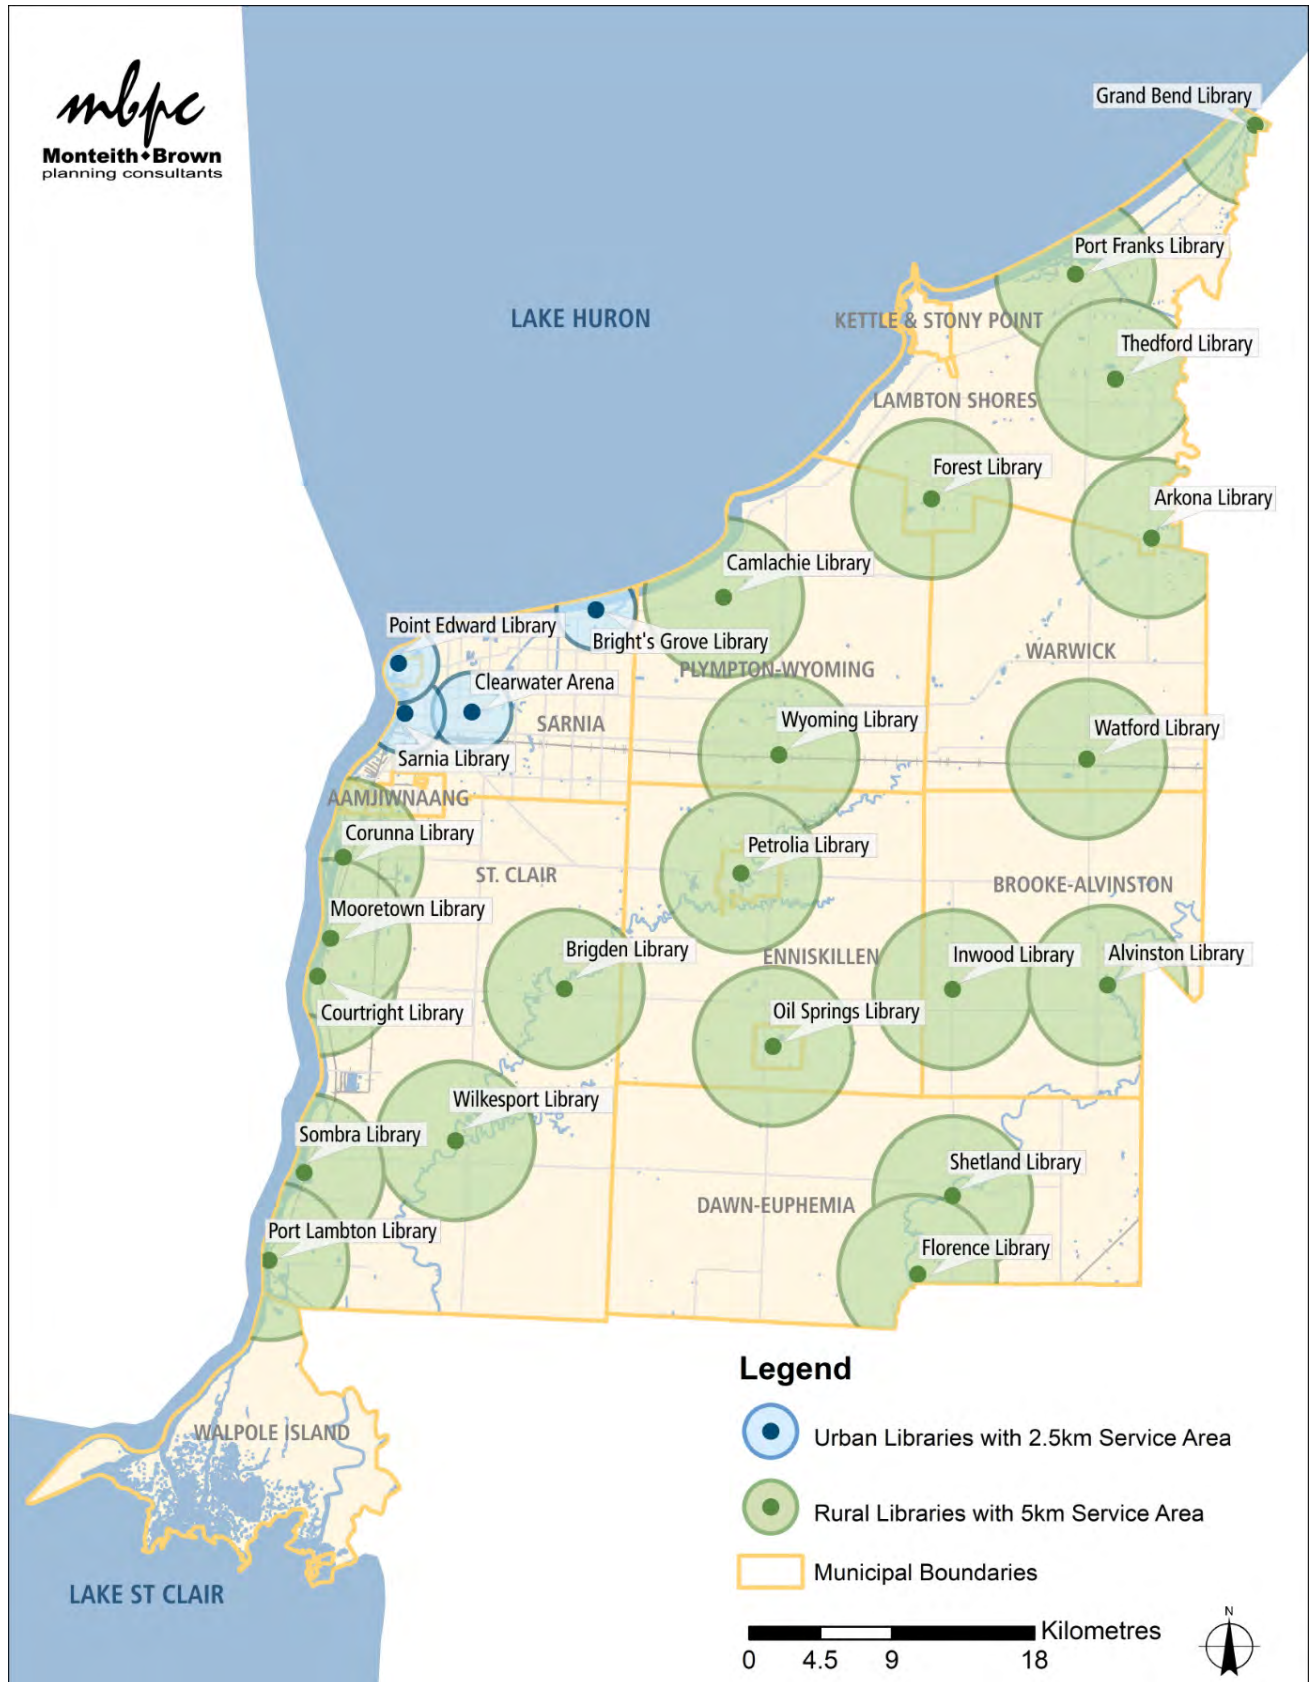 mbpc
Monteith Brown
planning consultants
Grand Bend Library
Port Franks Library
LAKE HURON
KETTLE & STONY POINT
Thedford Library
LAMBTON SHORES
Forest Library
Arkona Library
Camlachie Library
Point Edward Library
Bright's Grove Library
WARWICK
PLYMPTON-WYOMING
Clearwater Arena
SARNIA
Wyoming Library
Watford Library
Sarnia Library
AAMJIWNAANG
Corunna Library
Petrolia Library
ST. CLAIR
BROOKE-ALVINSTON
Mooretown Library
Brigden Library
ENNISKILLEN
Inwood Library
Alvinston Library
Courtright Library
Oil Springs Library
Wilkesport Library
Sombra Library
Shetland Library
DAWN-EUPHEMIA
Port Lambton Library
Florence Library
WALPOLE ISLAND
LAKE ST CLAIR
Legend
Urban Libraries with 2.5km Service Area
Rural Libraries with 5km Service Area
Municipal Boundaries
Kilometres
0 4.5 9 18
N